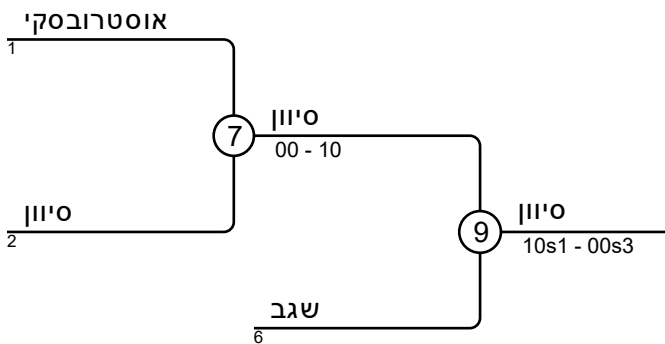 אוסטרובסקי
1
7
סיוון
00 - 10
סיוון
2
9
סיוון
10s1 - 00s3
שגב
6